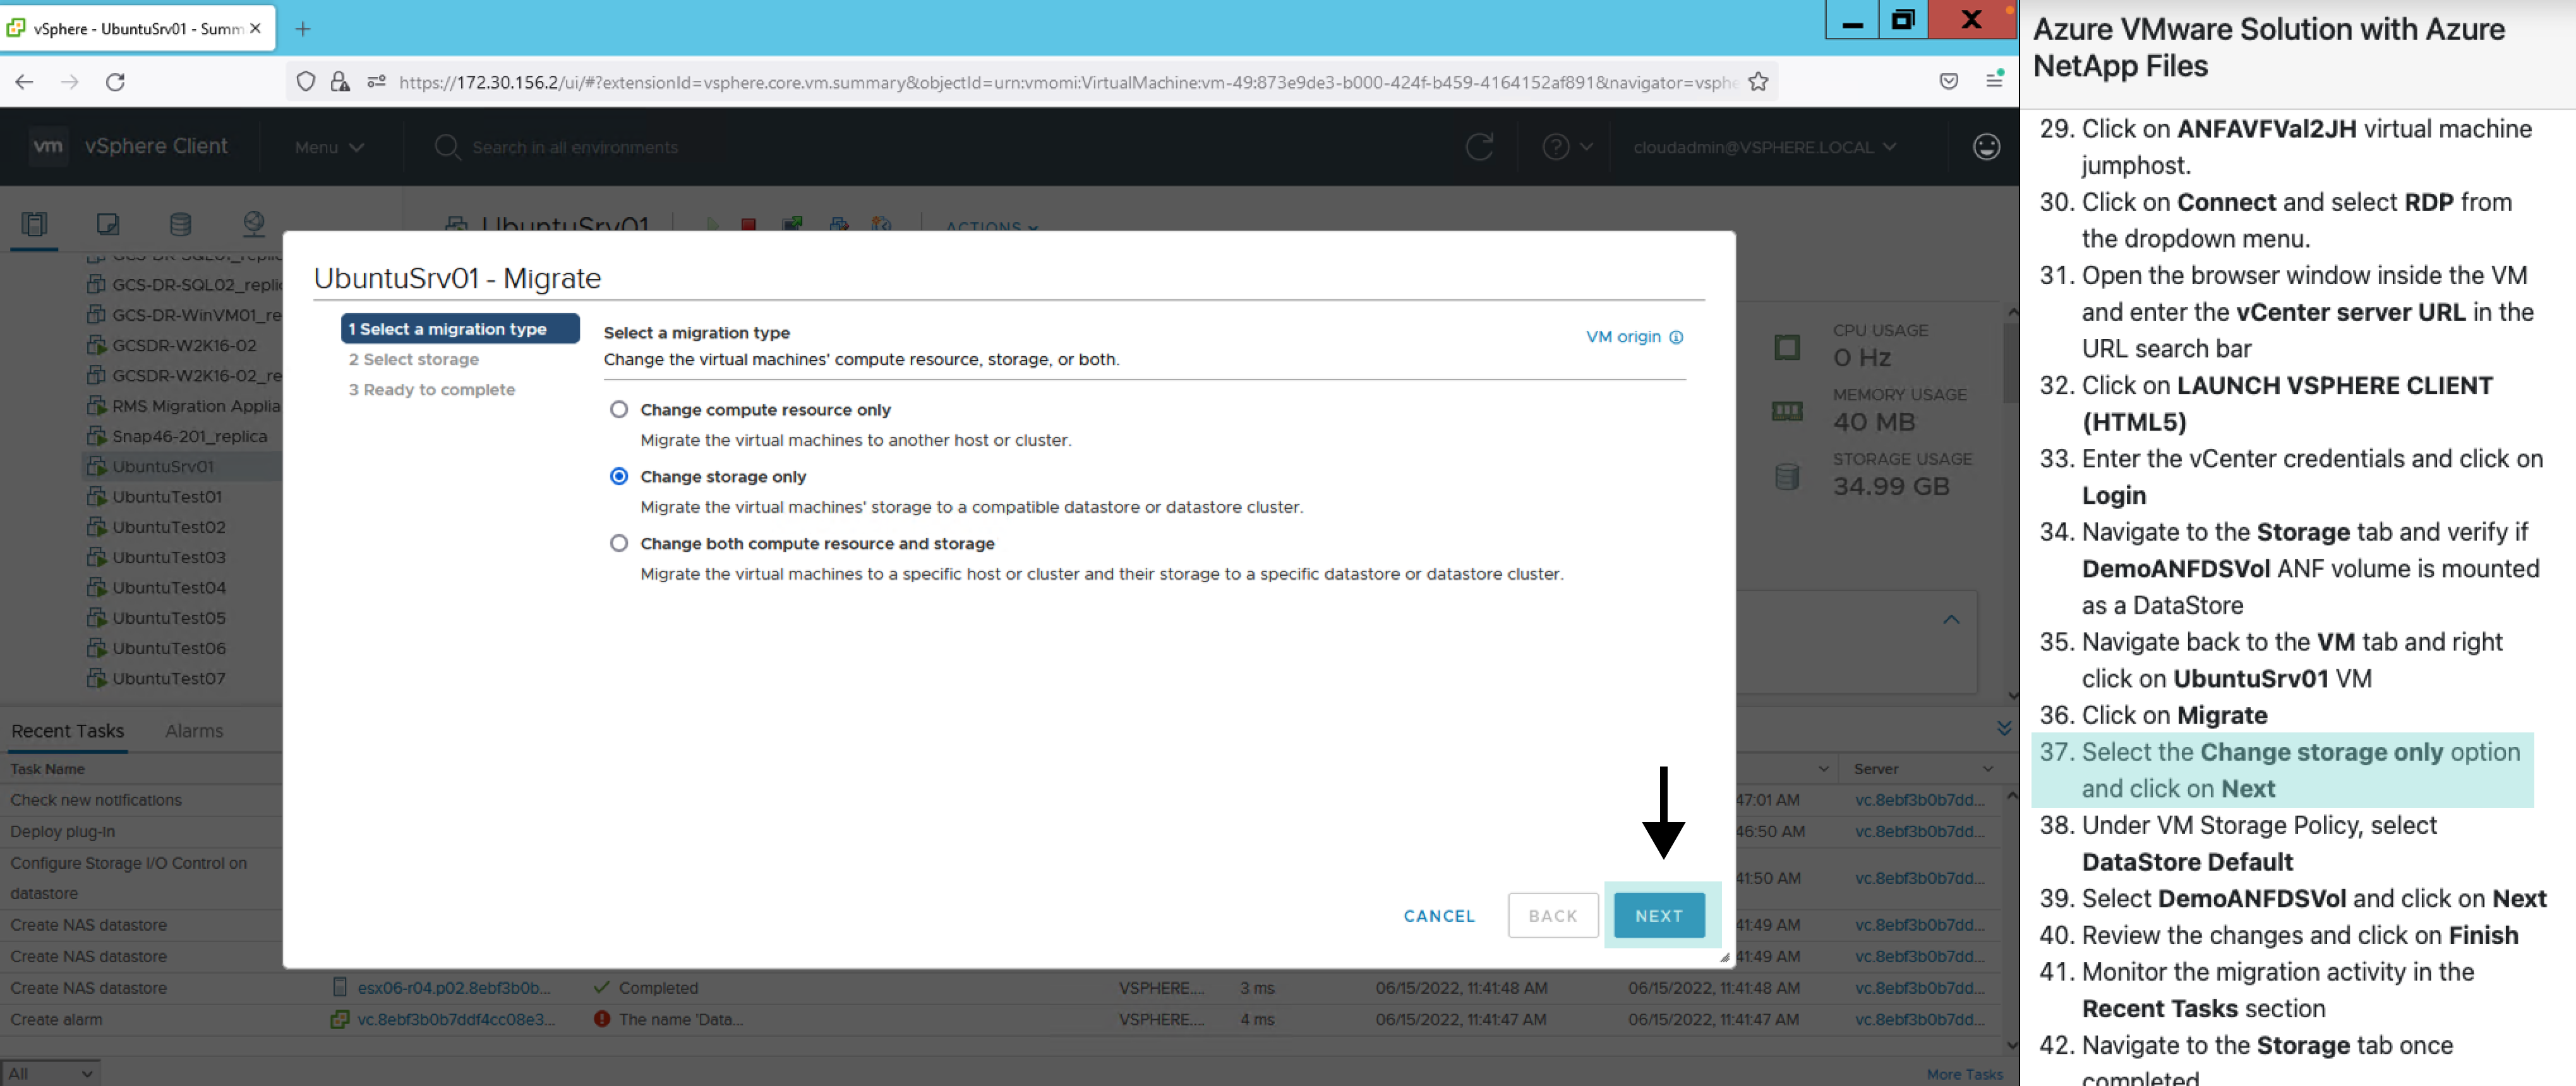 vSphere - UbuntuSrv01 - Summ
https://172.30.156.2/ui/#?extensionId=vsphere.core.vm.summary&objectId=urn:vmomi:VirtualMachine:vm-49:873e9de3-b000-424f-b459-4164152af891&navigator=vsphe
vm vSphere Client Menu Search in all environments cloudadmin@VSPHERE.LOCAL
UbuntuSrv01 ACTIONS
GCS-DR-SQL01_replic
GCS-DR-SQL02_replic
GCS-DR-WinVM01_re
GCSDR-W2K16-02
GCSDR-W2K16-02_re
RMS Migration Applia
Snap46-201_replica
UbuntuSrv01
UbuntuTest01
UbuntuTest02
UbuntuTest03
UbuntuTest04
UbuntuTest05
UbuntuTest06
UbuntuTest07
UbuntuSrv01 - Migrate
1 Select a migration type
2 Select storage
3 Ready to complete
Select a migration type
VM origin
Change the virtual machines' compute resource, storage, or both.
Change compute resource only
Migrate the virtual machines to another host or cluster.
Change storage only
Migrate the virtual machines' storage to a compatible datastore or datastore cluster.
Change both compute resource and storage
Migrate the virtual machines to a specific host or cluster and their storage to a specific datastore or datastore cluster.
CANCEL BACK NEXT
CPU USAGE
0 Hz
MEMORY USAGE
40 MB
STORAGE USAGE
34.99 GB
Recent Tasks Alarms
Task Name Server
Check new notifications 47:01 AM vc.8ebf3b0b7dd...
Deploy plug-in 46:50 AM vc.8ebf3b0b7dd...
Configure Storage I/O Control on
datastore 41:50 AM vc.8ebf3b0b7dd...
Create NAS datastore 41:49 AM vc.8ebf3b0b7dd...
Create NAS datastore 41:49 AM vc.8ebf3b0b7dd...
Create NAS datastore esx06-r04.p02.8ebf3b0b... Completed VSPHERE.... 3 ms 06/15/2022, 11:41:48 AM 06/15/2022, 11:41:48 AM vc.8ebf3b0b7dd...
Create alarm vc.8ebf3b0b7ddf4cc08e3... The name 'Data... VSPHERE.... 4 ms 06/15/2022, 11:41:47 AM 06/15/2022, 11:41:47 AM vc.8ebf3b0b7dd...
All More Tasks
Azure VMware Solution with Azure
NetApp Files
29. Click on ANFAVFVal2JH virtual machine
jumphost.
30. Click on Connect and select RDP from
the dropdown menu.
31. Open the browser window inside the VM
and enter the vCenter server URL in the
URL search bar
32. Click on LAUNCH VSPHERE CLIENT
(HTML5)
33. Enter the vCenter credentials and click on
Login
34. Navigate to the Storage tab and verify if
DemoANFDSVol ANF volume is mounted
as a DataStore
35. Navigate back to the VM tab and right
click on UbuntuSrv01 VM
36. Click on Migrate
37. Select the Change storage only option
and click on Next
38. Under VM Storage Policy, select
DataStore Default
39. Select DemoANFDSVol and click on Next
40. Review the changes and click on Finish
41. Monitor the migration activity in the
Recent Tasks section
42. Navigate to the Storage tab once
completed